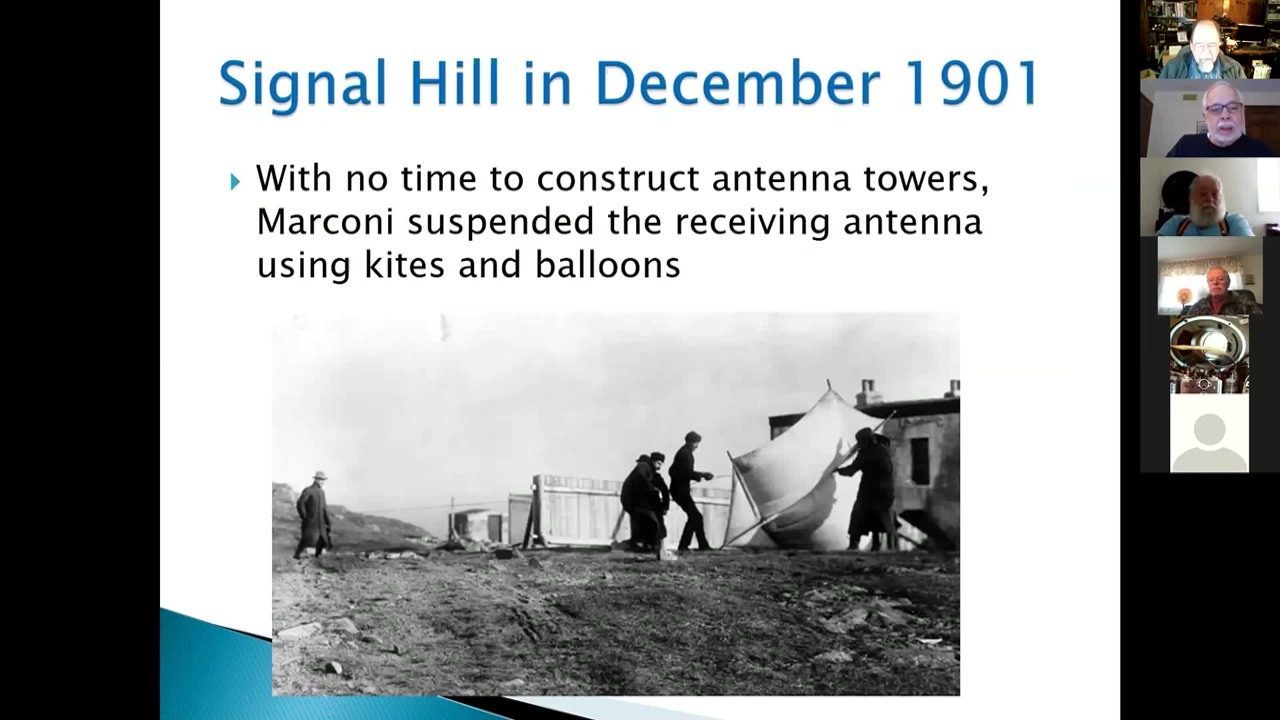 Signal Hill in December 1901
With no time to construct antenna towers,
Marconi suspended the receiving antenna
using kites and balloons